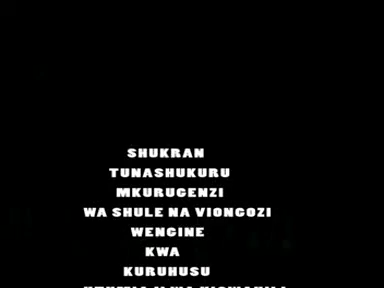 SHUKRAN
TUNASHUKURU
MKURUGENZI
WA SHULE NA VIONGOZI
WENGINE
KWA
KURUHUSU